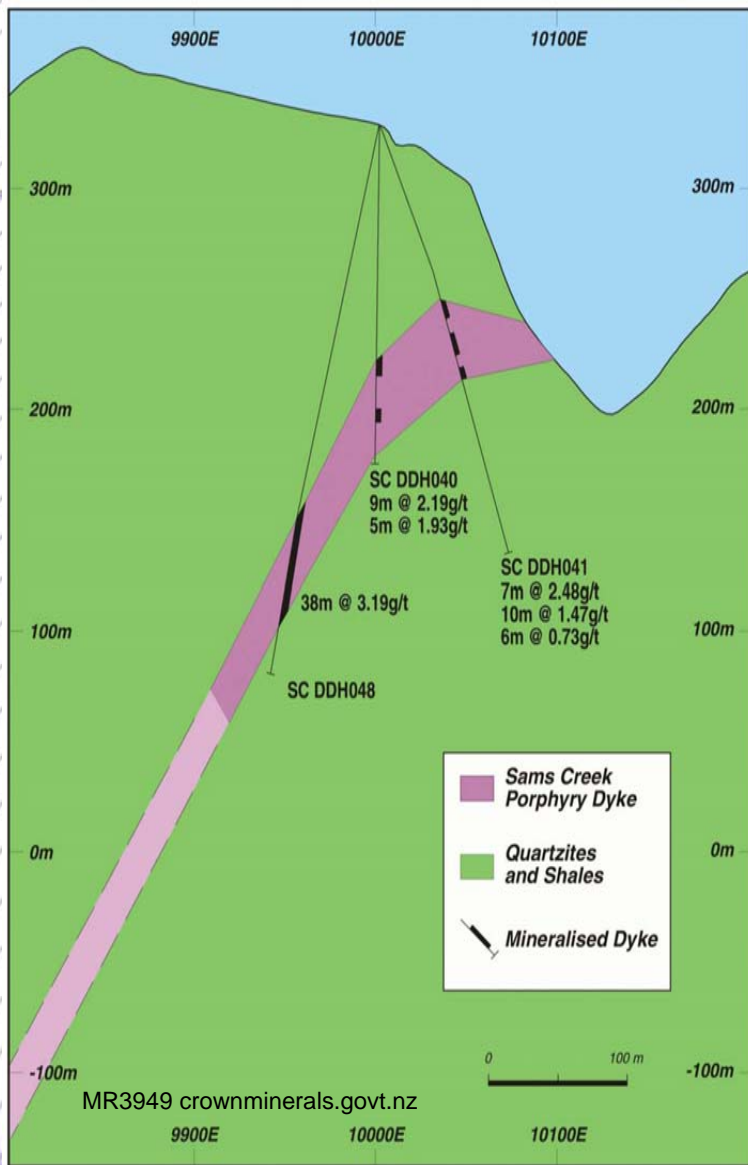 9900E 10000E 10100E
300m 300m
200m 200m
SC DDH040
9m @ 2.19g/t
5m @ 1.93g/t
SC DDH041
7m @ 2.48g/t
10m @ 1.47g/t
6m @ 0.73g/t
38m @ 3.19g/t
100m 100m
SC DDH048
Sams Creek
Porphyry Dyke
Quartzites
and Shales
Mineralised Dyke
0m 0m
0 100 m
-100m -100m
MR3949 crownminerals.govt.nz
9900E 10000E 10100E